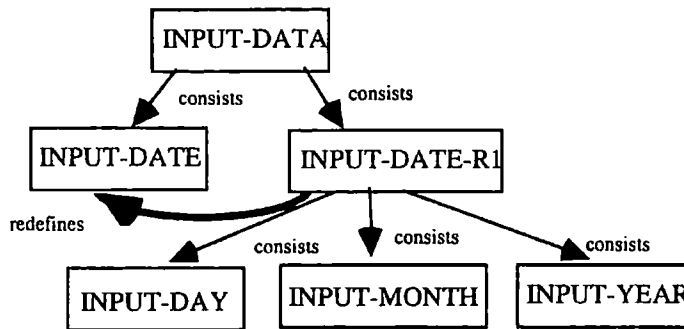 INPUT-DATA
consists
consists
INPUT-DATE
INPUT-DATE-R1
redefines
consists
consists
consists
INPUT-DAY
INPUT-MONTH
INPUT-YEAR